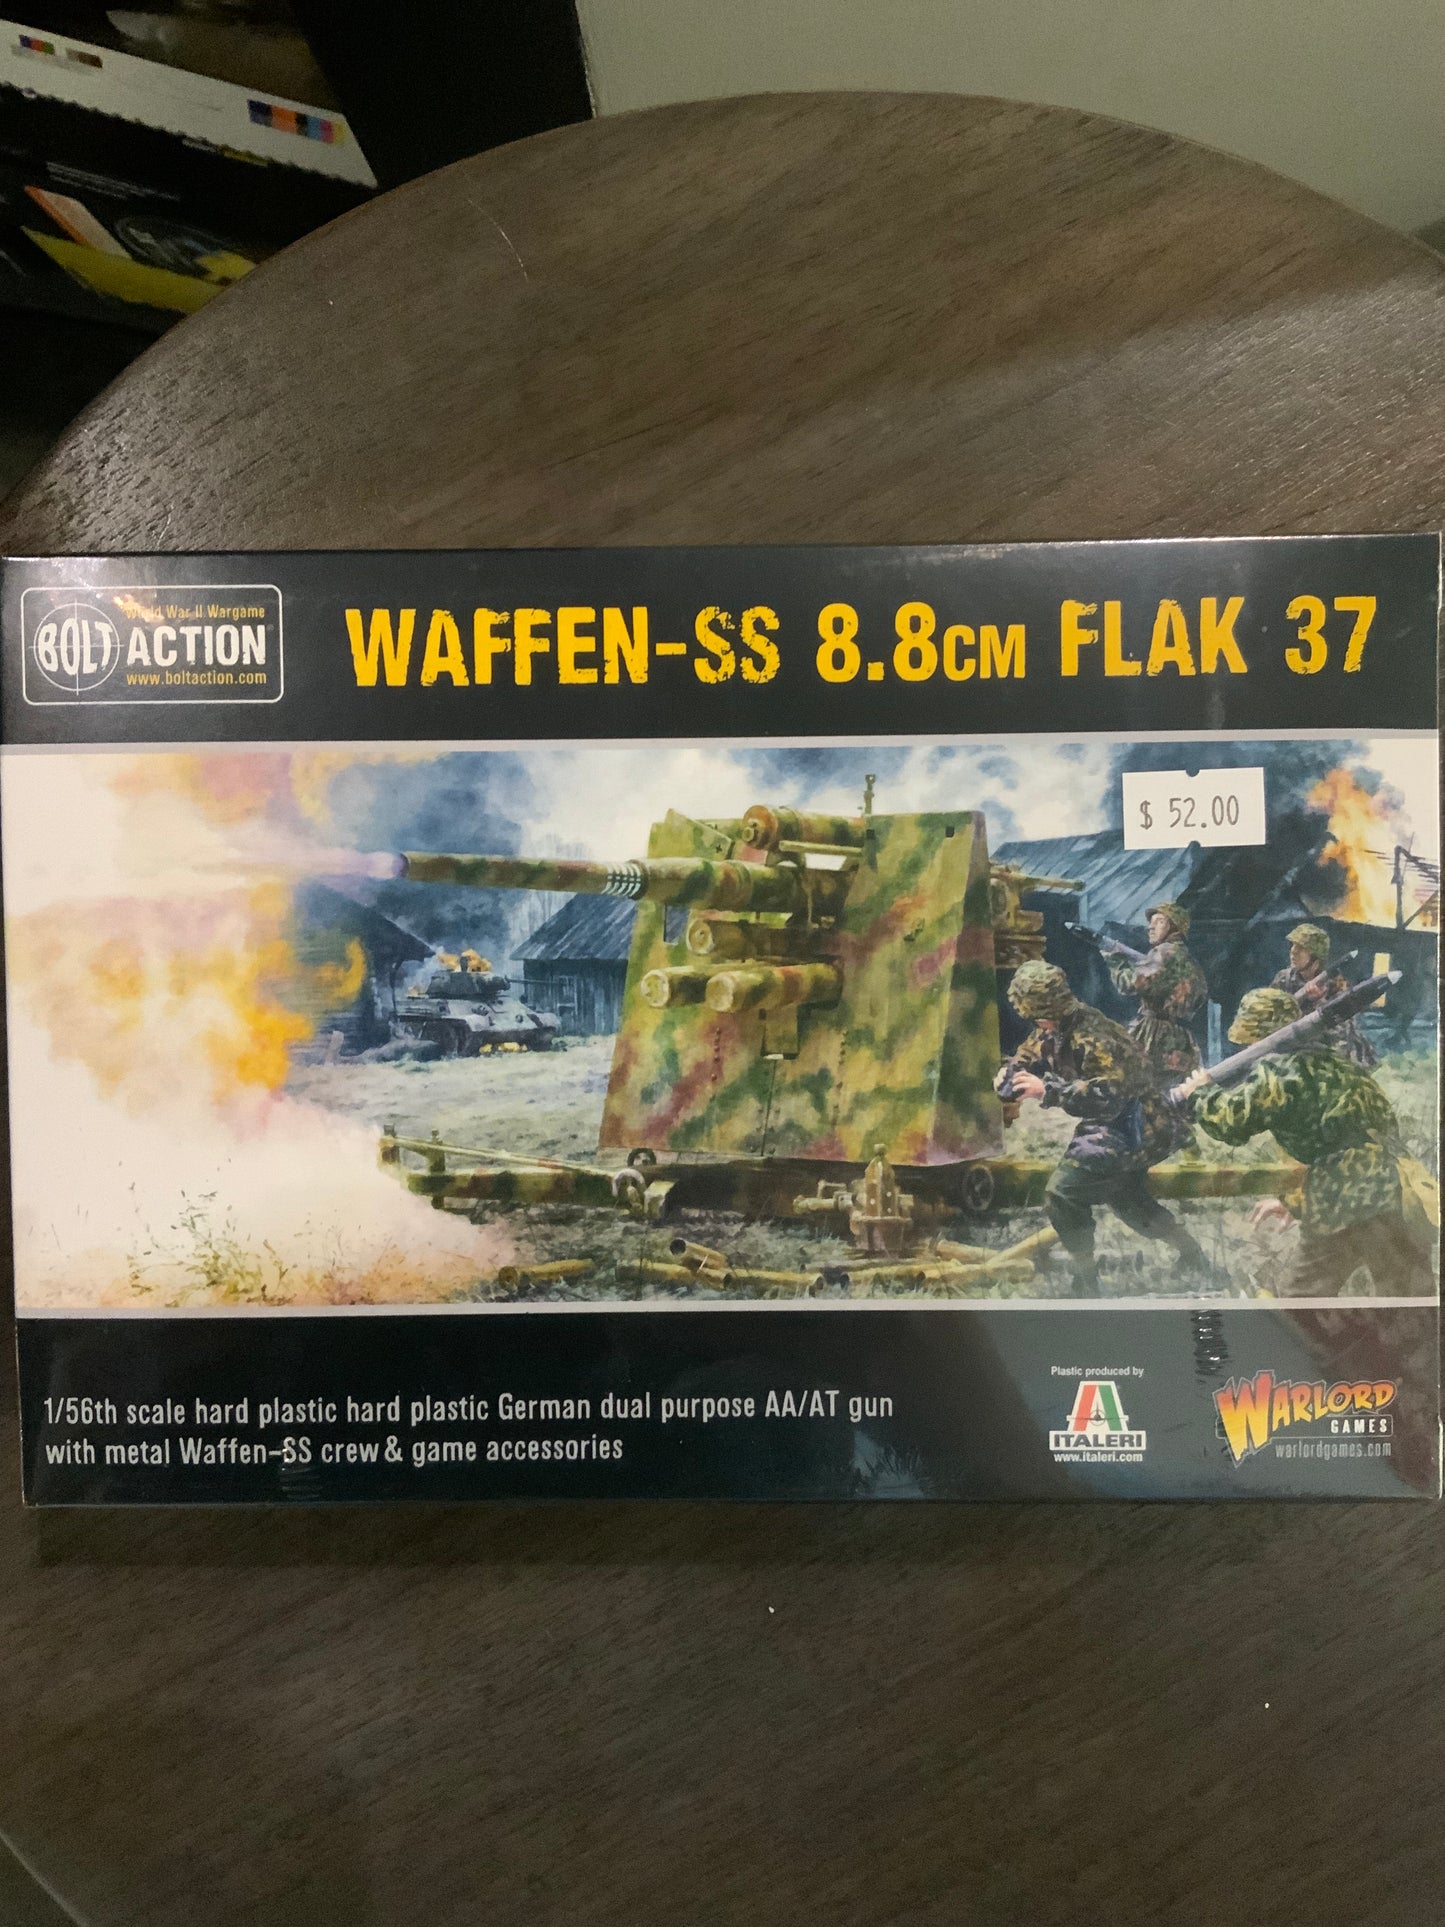 World War II Wargame
BOLT ACTION
www.boltaction.com
WAFFEN-SS 8.8CM FLAK 37
$ 52.00
1/56th scale hard plastic hard plastic German dual purpose AA/AT gun
with metal Waffen-SS crew & game accessories
Plastic produced by
ITALERI
www.italeri.com
WARLORD
GAMES
warlordgames.com